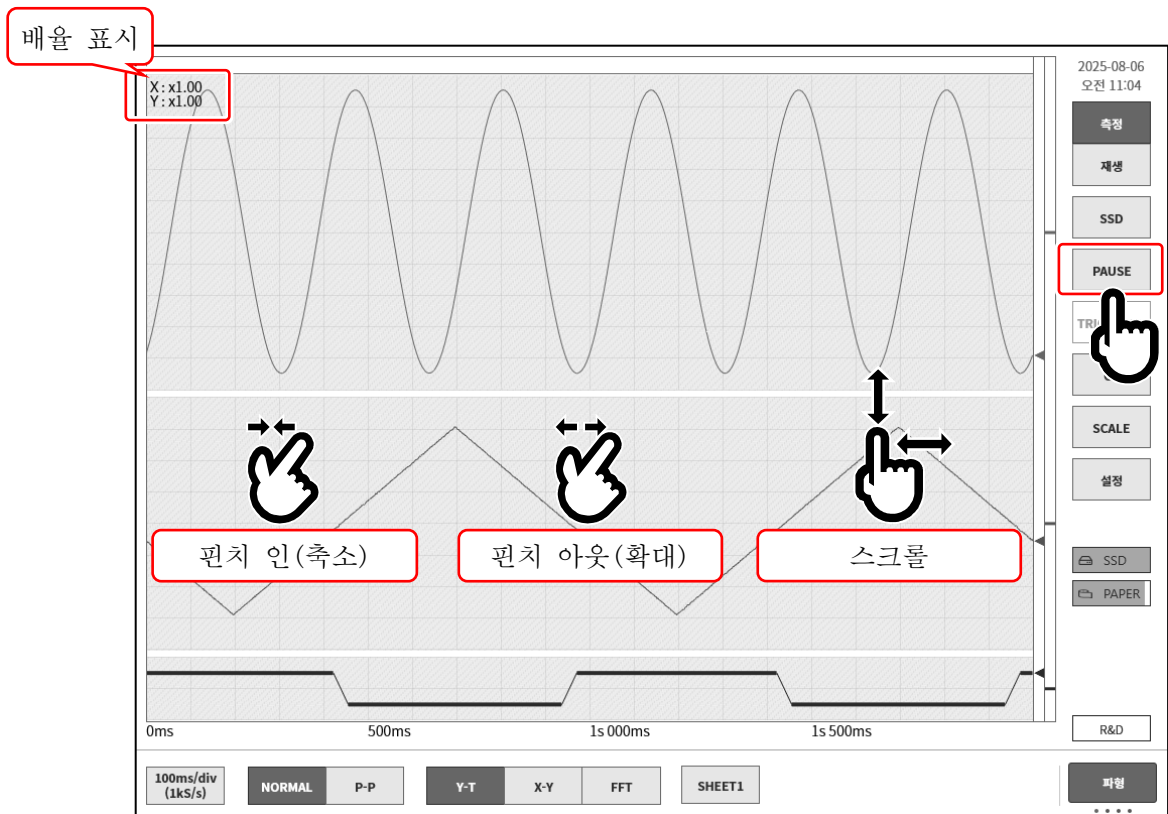 배율 표시
X : x1.00
Y : x1.00
2025-08-06
오전 11:04
측정
재생
SSD
PAUSE
SCALE
설정
핀치 인(축소)
핀치 아웃(확대)
스크롤
SSD
PAPER
0ms
500ms
1s 000ms
1s 500ms
R&D
100ms/div
(1kS/s)
NORMAL
P-P
Y-T
X-Y
FFT
SHEET1
파형